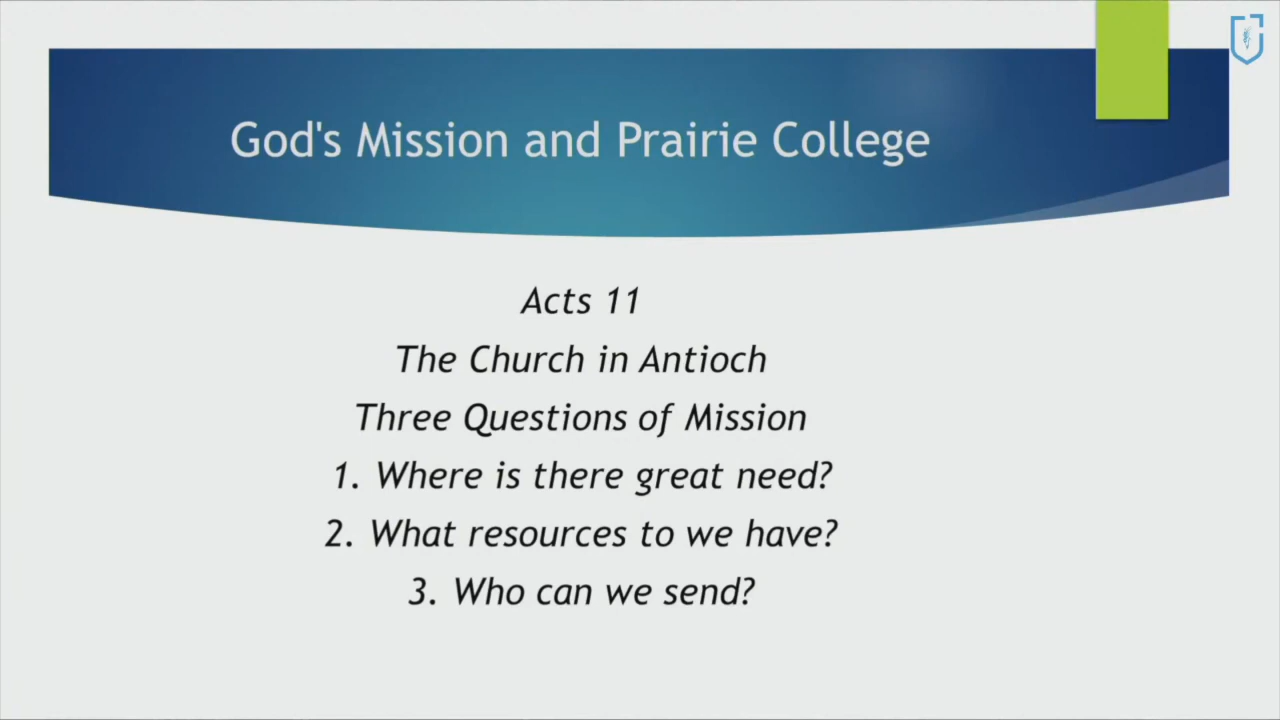 God's Mission and Prairie College
Acts 11
The Church in Antioch
Three Questions of Mission
1. Where is there great need?
2. What resources to we have?
3. Who can we send?